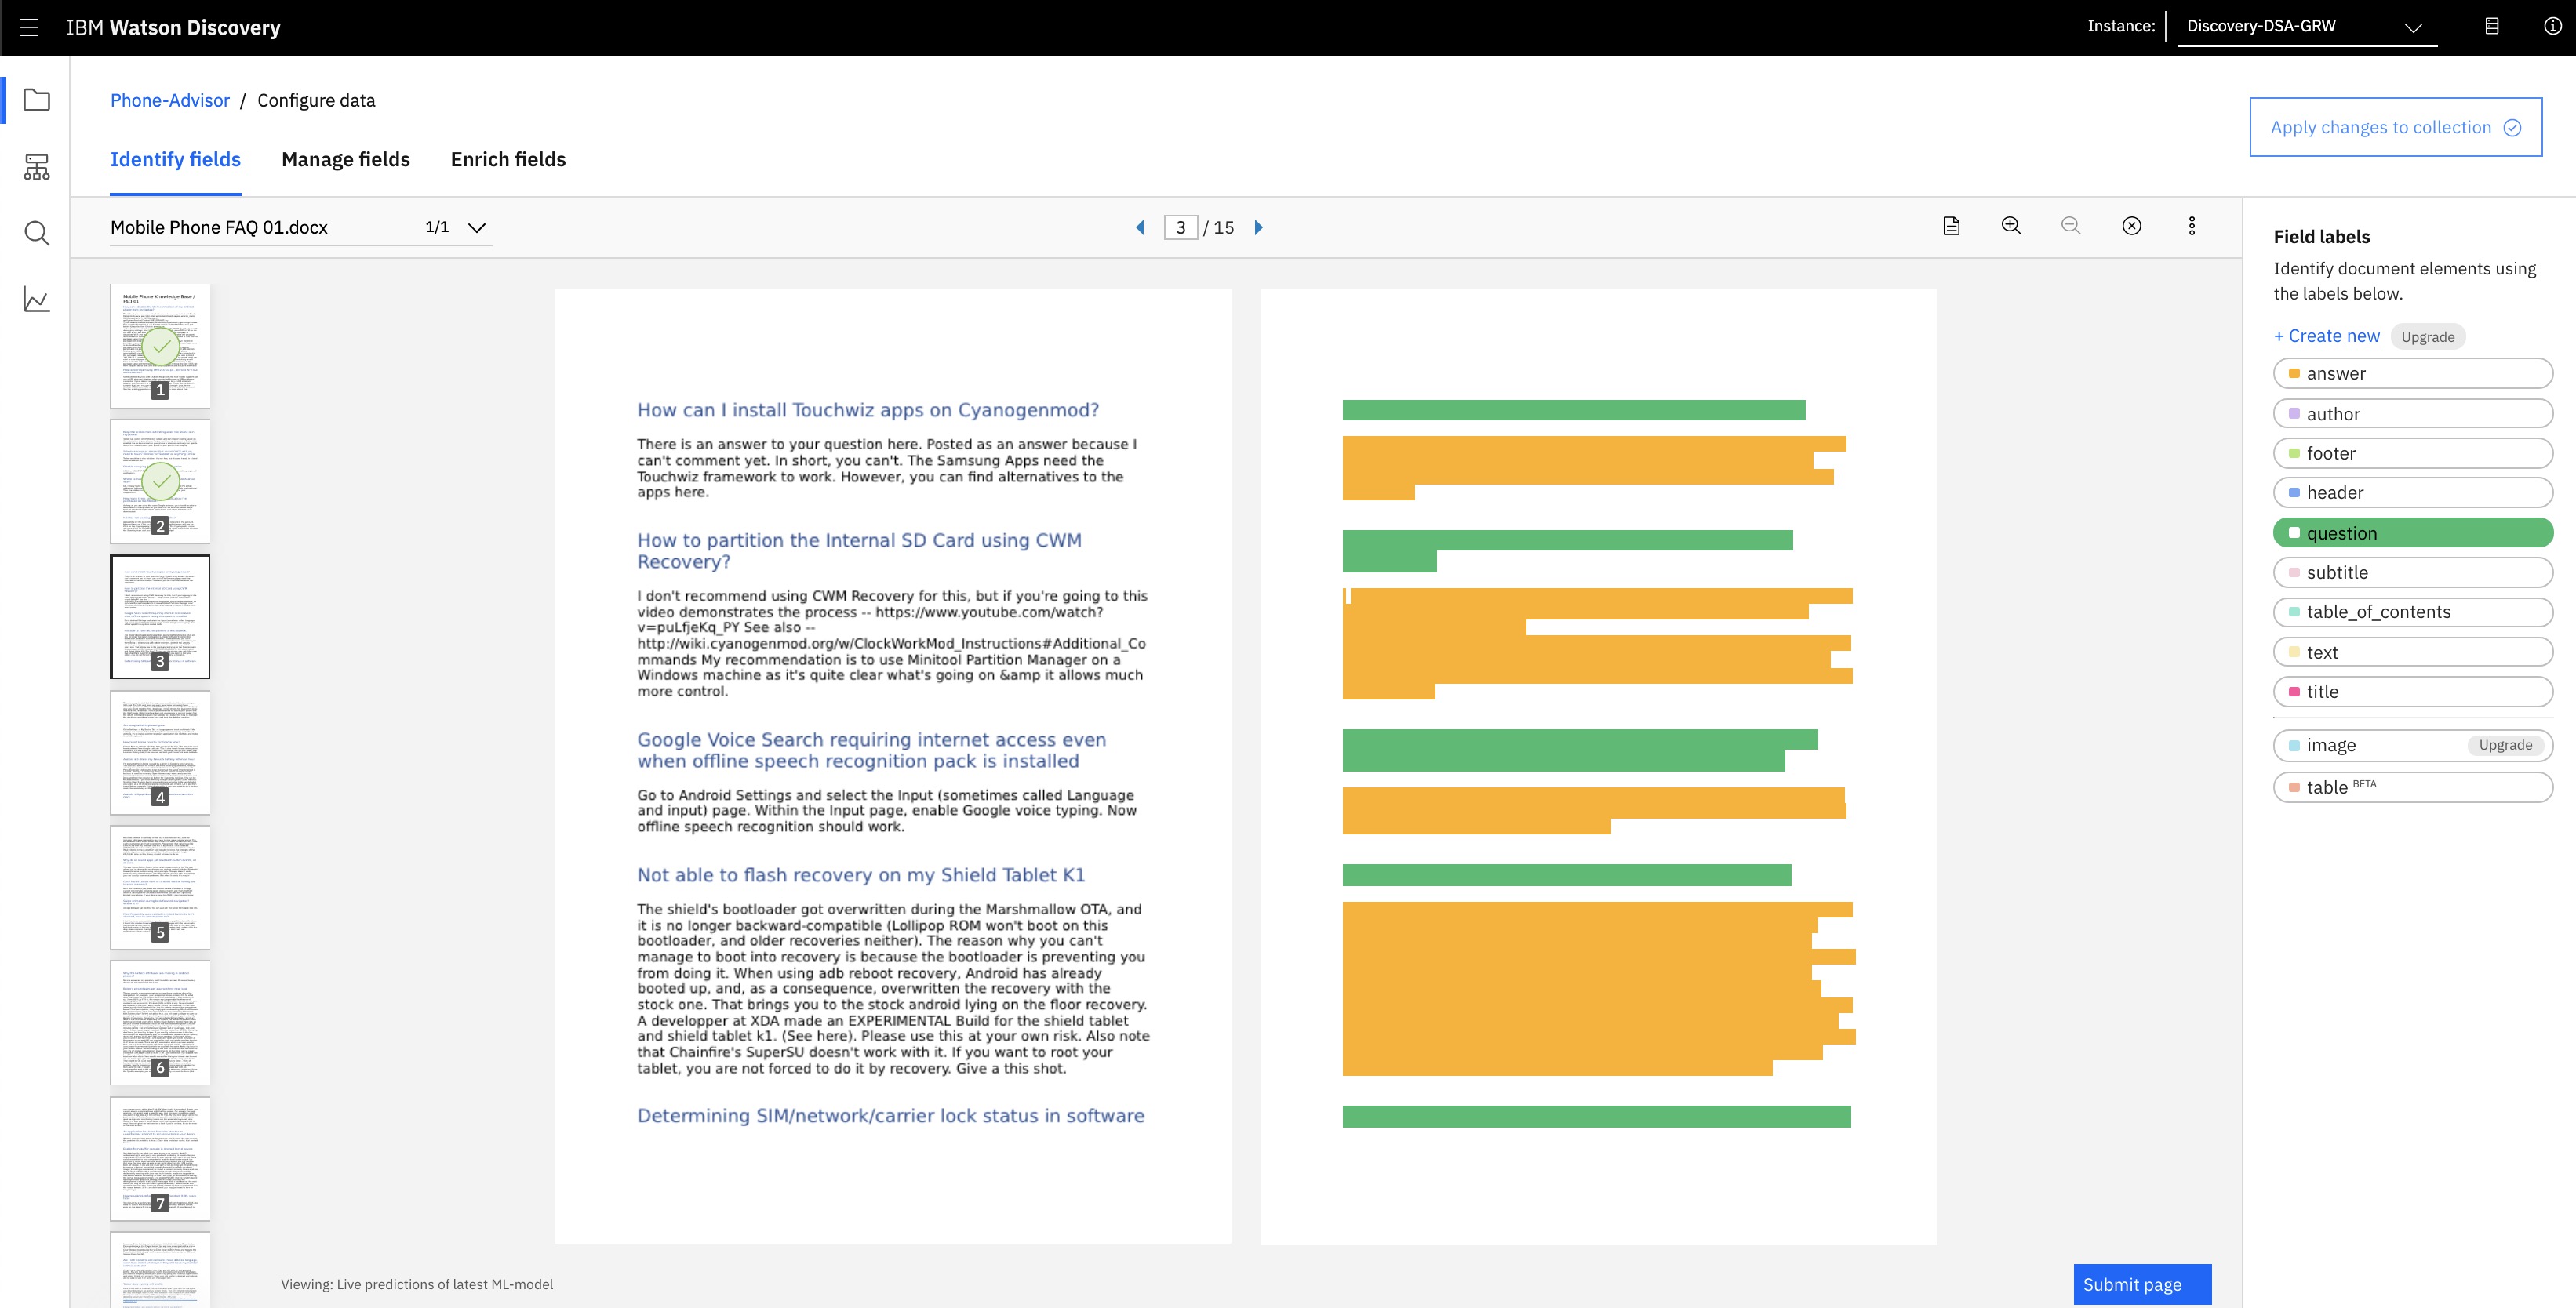 IBM Watson Discovery
Instance:
Discovery-DSA-GRW
Phone-Advisor / Configure data
Apply changes to collection
Identify fields
Manage fields
Enrich fields
Mobile Phone FAQ 01.docx
1/1
3 / 15
Mobile Phone Knowledge Base /
FAQ 01
1
2
3
4
5
6
7
How can I install Touchwiz apps on Cyanogenmod?
There is an answer to your question here. Posted as an answer because I
can't comment yet. In short, you can't. The Samsung Apps need the
Touchwiz framework to work. However, you can find alternatives to the
apps here.
How to partition the Internal SD Card using CWM
Recovery?
I don't recommend using CWM Recovery for this, but if you're going to this
video demonstrates the process -- https://www.youtube.com/watch?
v=puLfjeKq_PY See also --
http://wiki.cyanogenmod.org/w/ClockWorkMod_Instructions#Additional_Co
mmands My recommendation is to use Minitool Partition Manager on a
Windows machine as it's quite clear what's going on &amp it allows much
more control.
Google Voice Search requiring internet access even
when offline speech recognition pack is installed
Go to Android Settings and select the Input (sometimes called Language
and input) page. Within the Input page, enable Google voice typing. Now
offline speech recognition should work.
Not able to flash recovery on my Shield Tablet K1
The shield's bootloader got overwritten during the Marshmallow OTA, and
it is no longer backward-compatible (Lollipop ROM won't boot on this
bootloader, and older recoveries neither). The reason why you can't
manage to boot into recovery is because the bootloader is preventing you
from doing it. When using adb reboot recovery, Android has already
booted up, and, as a consequence, overwritten the recovery with the
stock one. That brings you to the stock android lying on the floor recovery.
A developper at XDA made an EXPERIMENTAL Build for the shield tablet
and shield tablet k1. (See here). Please use this at your own risk. Also note
that Chainfire's SuperSU doesn't work with it. If you want to root your
tablet, you are not forced to do it by recovery. Give a this shot.
Determining SIM/network/carrier lock status in software
Viewing: Live predictions of latest ML-model
Submit page
Field labels
Identify document elements using
the labels below.
+ Create new Upgrade
answer
author
footer
header
question
subtitle
table_of_contents
text
title
image Upgrade
table BETA